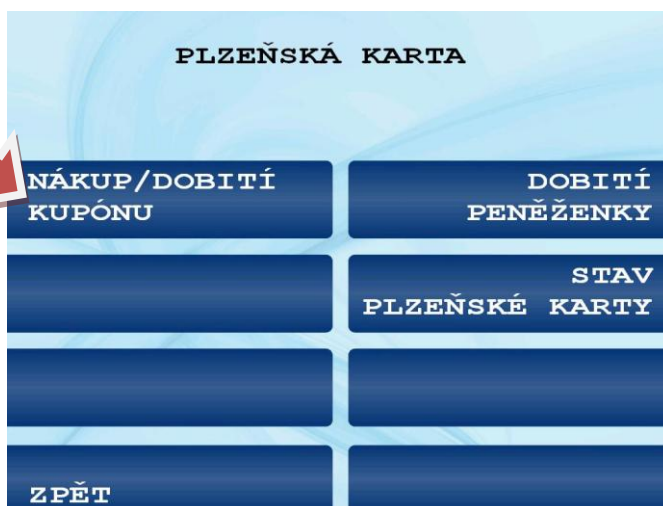 PLZEŇSKÁ KARTA
NÁKUP/DOBITÍ
KUPÓNU
DOBITÍ
PENĚŽENKY
STAV
PLZEŇSKÉ KARTY
ZPĚT